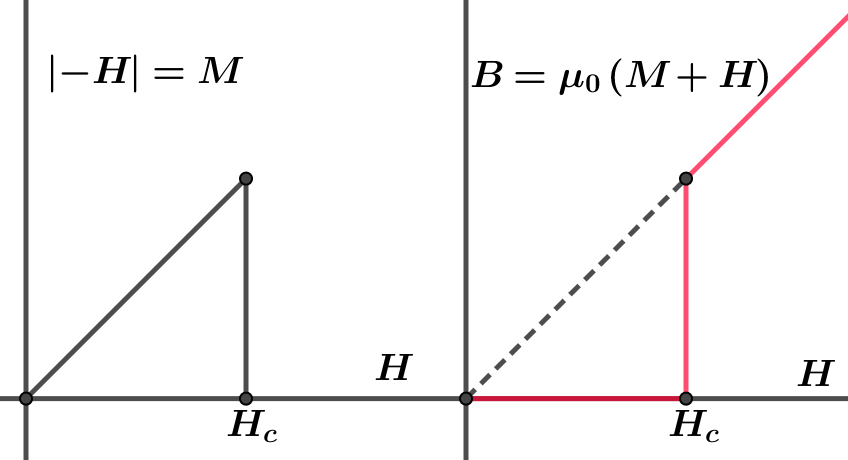 |−H| = M
B = μ₀ (M + H)
H
H
H_c
H_c